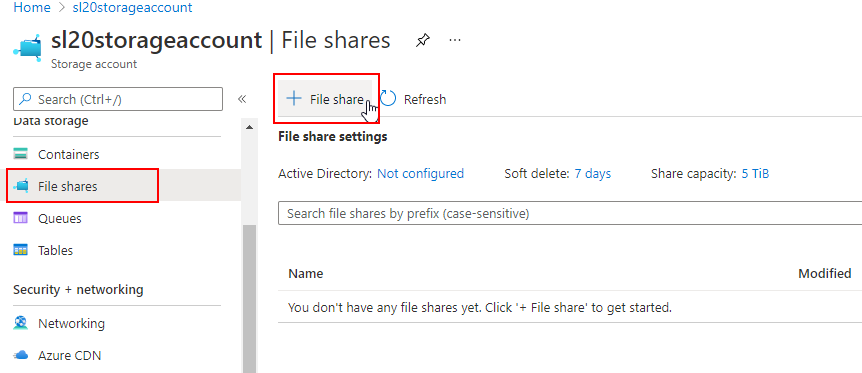 Home > sl20storageaccount
sl20storageaccount | File shares
Storage account
Search (Ctrl+/)
Data storage
Containers
File shares
Queues
Tables
Security + networking
Networking
Azure CDN
+ File share
Refresh
File share settings
Active Directory: Not configured Soft delete: 7 days Share capacity: 5 TiB
Search file shares by prefix (case-sensitive)
Name Modified
You don't have any file shares yet. Click '+ File share' to get started.